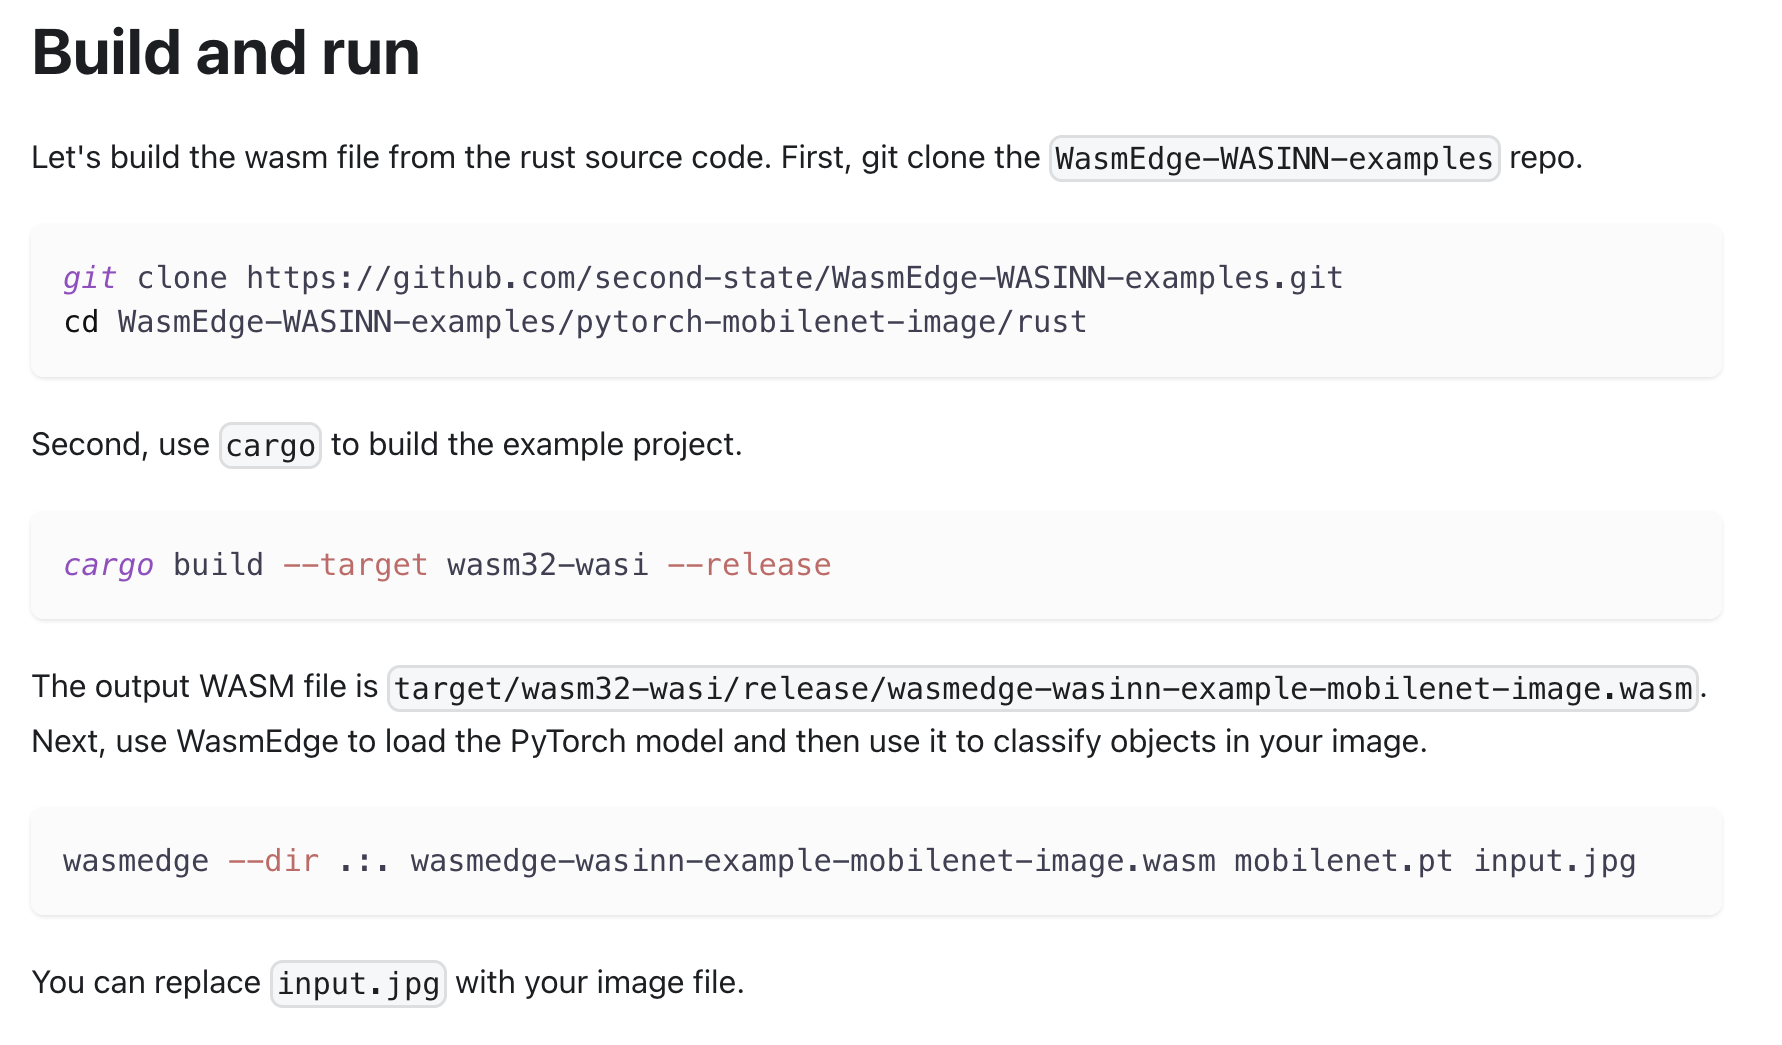 Build and run
Let's build the wasm file from the rust source code. First, git clone the WasmEdge-WASINN-examples repo.
git clone https://github.com/second-state/WasmEdge-WASINN-examples.git
cd WasmEdge-WASINN-examples/pytorch-mobilenet-image/rust
Second, use cargo to build the example project.
cargo build --target wasm32-wasi --release
The output WASM file is target/wasm32-wasi/release/wasmedge-wasinn-example-mobilenet-image.wasm.
Next, use WasmEdge to load the PyTorch model and then use it to classify objects in your image.
wasmedge --dir .:. wasmedge-wasinn-example-mobilenet-image.wasm mobilenet.pt input.jpg
You can replace input.jpg with your image file.